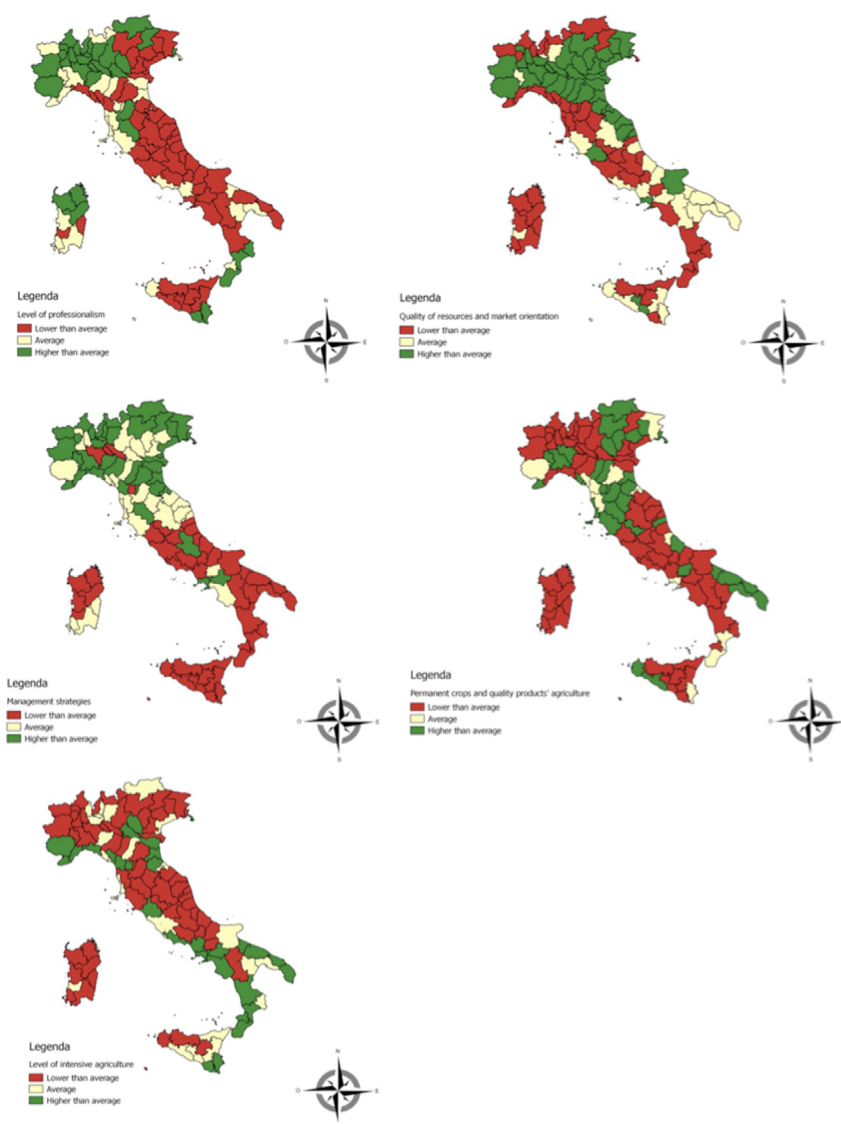 Legenda
Level of professionalism
Lower than average
Average
Higher than average
N
O
E
S
Legenda
Quality of resources and market orientation
Lower than average
Average
Higher than average
N
O
E
S
Legenda
Management strategies
Lower than average
Average
Higher than average
N
O
E
S
Legenda
Permanent crops and quality products' agriculture
Lower than average
Average
Higher than average
N
O
S
Legenda
Level of intensive agriculture
Lower than average
Average
Higher than average
N
O
E
S